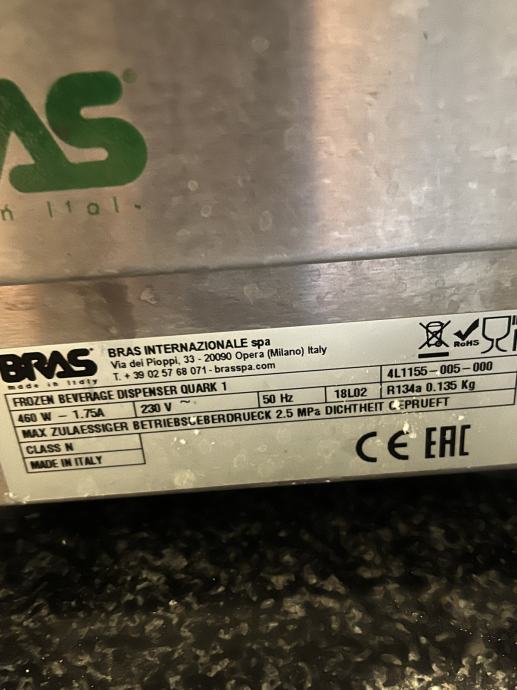 AS
n Ital.
BRAS
made in Italy
BRAS INTERNAZIONALE spa
Via dei Pioppi, 33 - 20090 Opera (Milano) Italy
T. + 39 02 57 68 071 - brasspa.com
RoHS
FROZEN BEVERAGE DISPENSER QUARK 1
4L1155-005-000
460 W - 1.75A 230 V ~ 50 Hz 18L02 R134a 0.135 Kg
MAX ZULAESSIGER BETRIEBSUEBERDRUECK 2.5 MPa DICHTHEIT GEPRUEFT
CLASS N
MADE IN ITALY
CE EAC